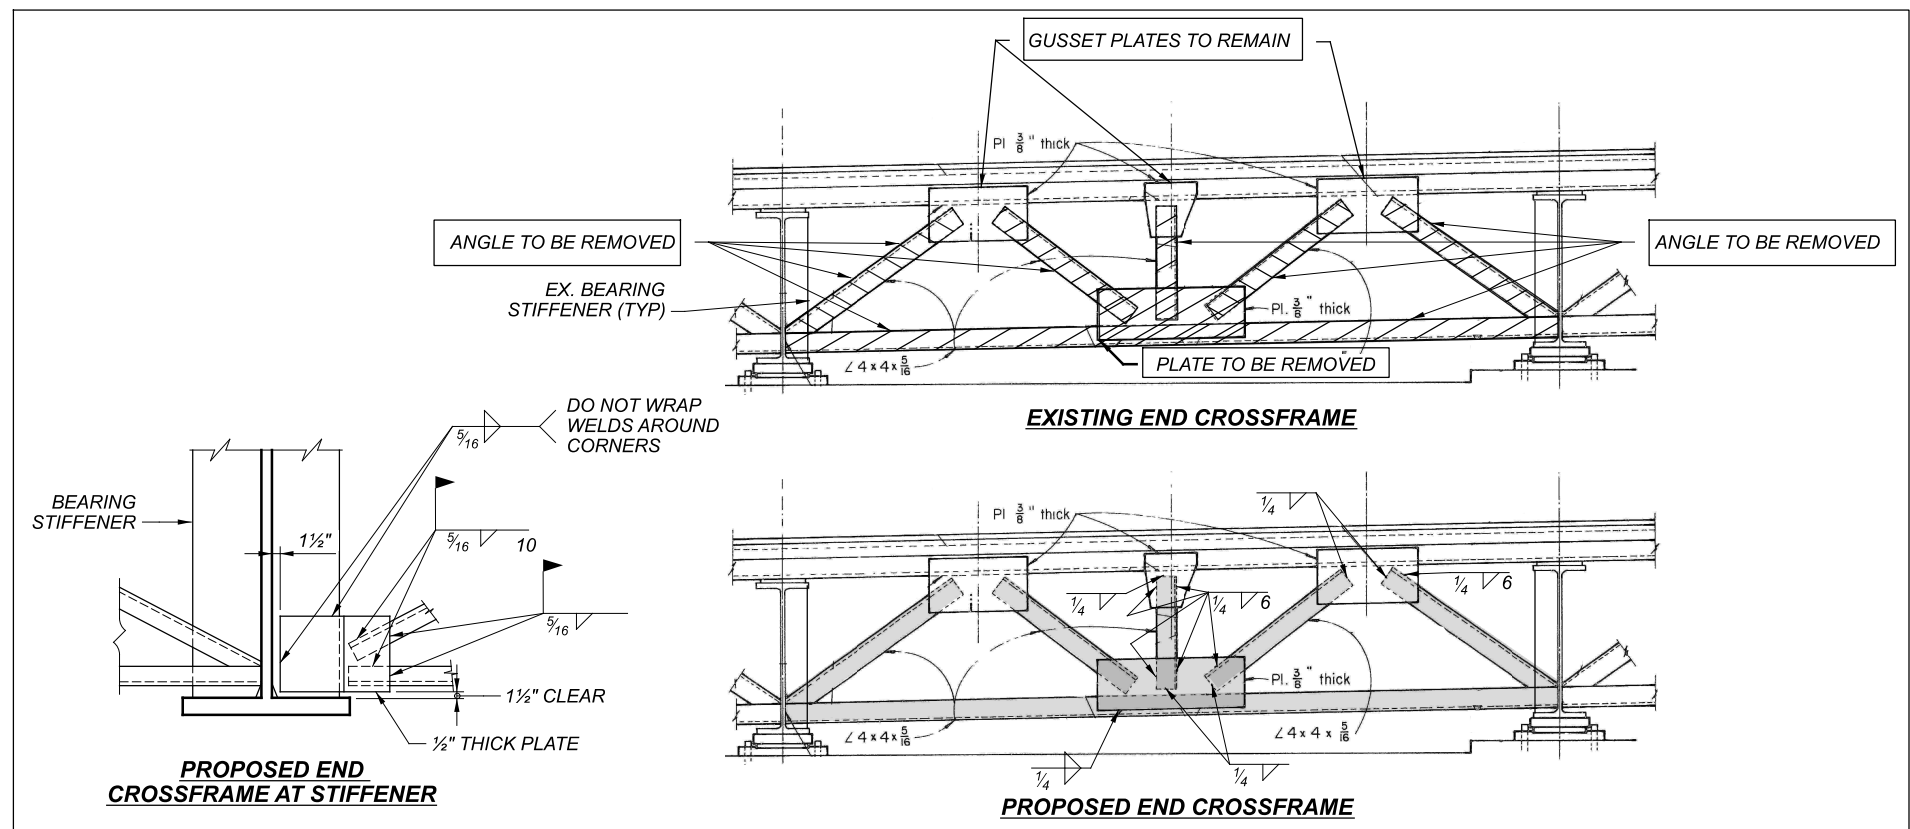 GUSSET PLATES TO REMAIN
Pl 3/8" thick
ANGLE TO BE REMOVED
ANGLE TO BE REMOVED
EX. BEARING
STIFFENER (TYP)
Pl. 3/8" thick
∠ 4 x 4 x 5/16
PLATE TO BE REMOVED
EXISTING END CROSSFRAME
5/16
DO NOT WRAP
WELDS AROUND
CORNERS
BEARING
STIFFENER
1½"
5/16
10
5/16
1½" CLEAR
½" THICK PLATE
PROPOSED END
CROSSFRAME AT STIFFENER
1/4
Pl 3/8" thick
1/4
1/4 6
1/4 6
Pl. 3/8" thick
∠ 4 x 4 x 5/16
∠ 4 x 4 x 5/16
1/4
1/4
PROPOSED END CROSSFRAME